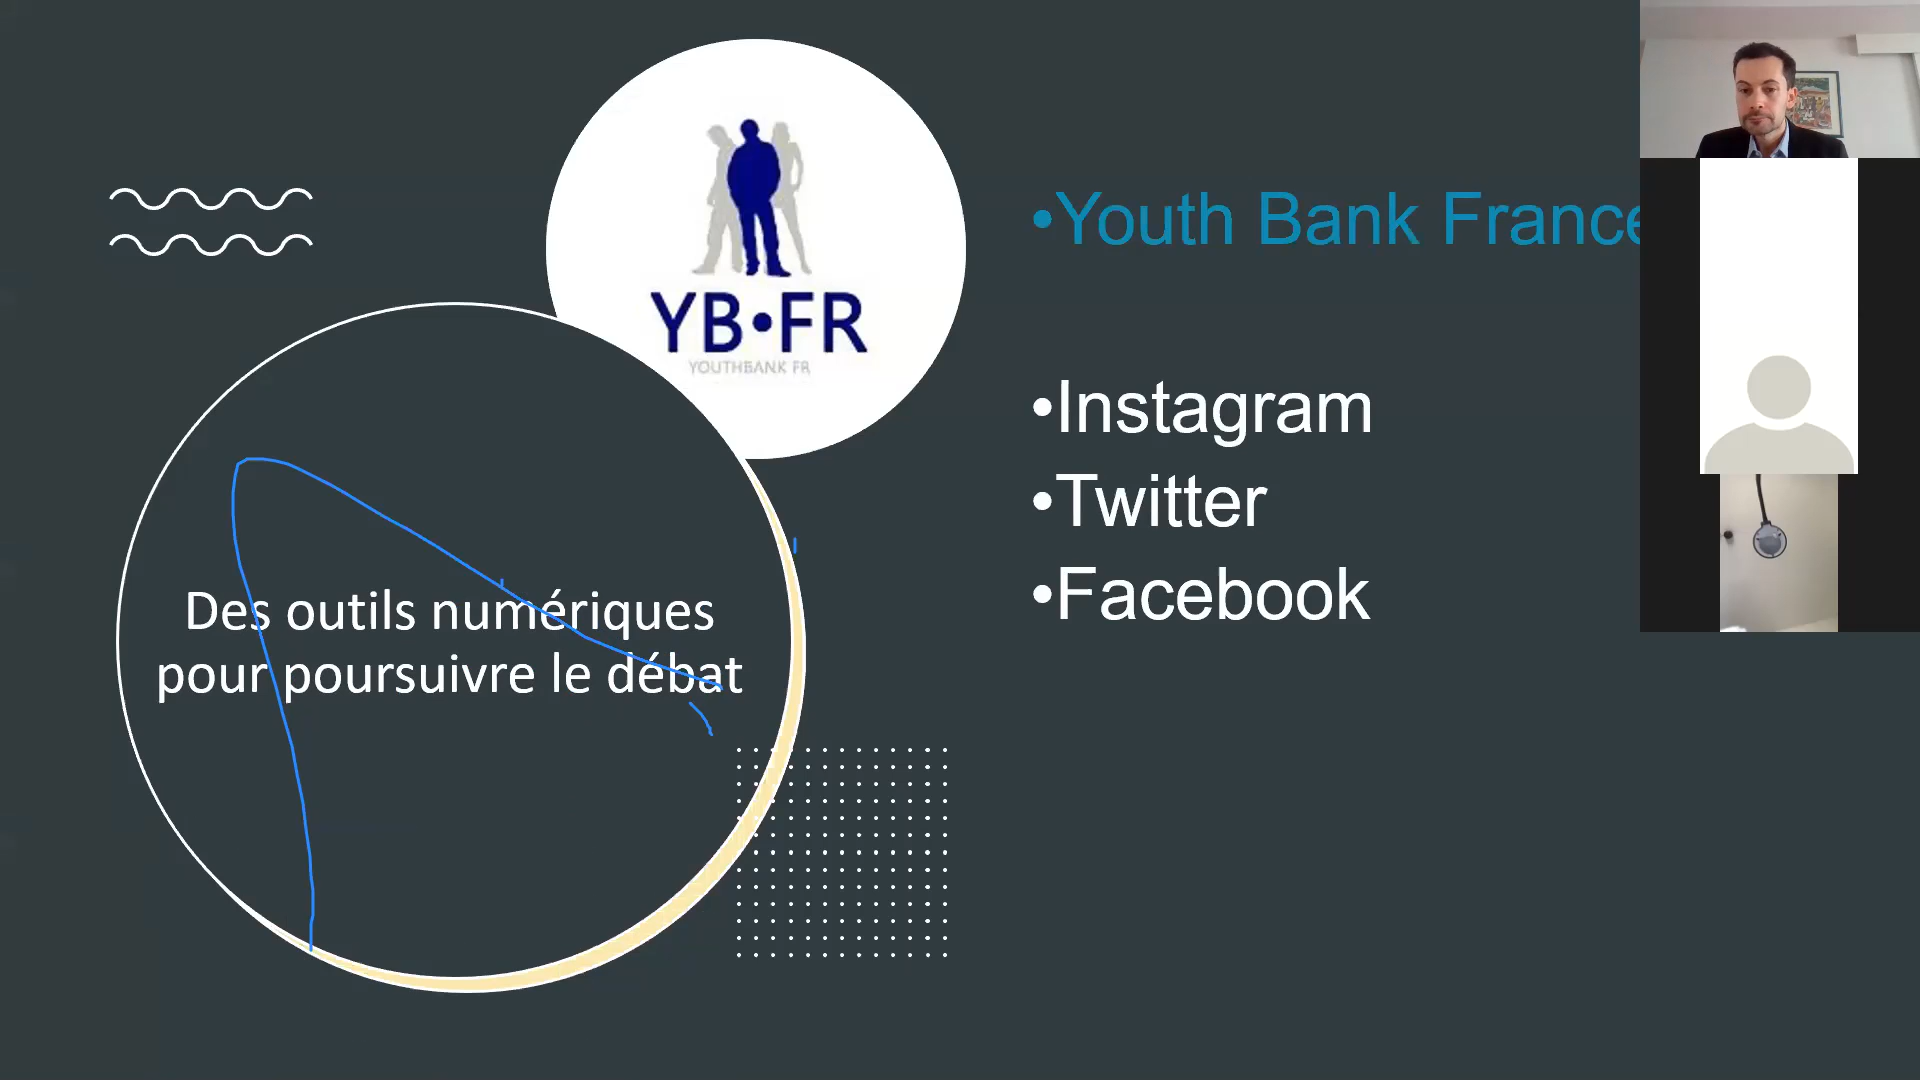 YB•FR
YOUTHBANK FR
Des outils numériques
pour poursuivre le débat
•Youth Bank France
•Instagram
•Twitter
•Facebook